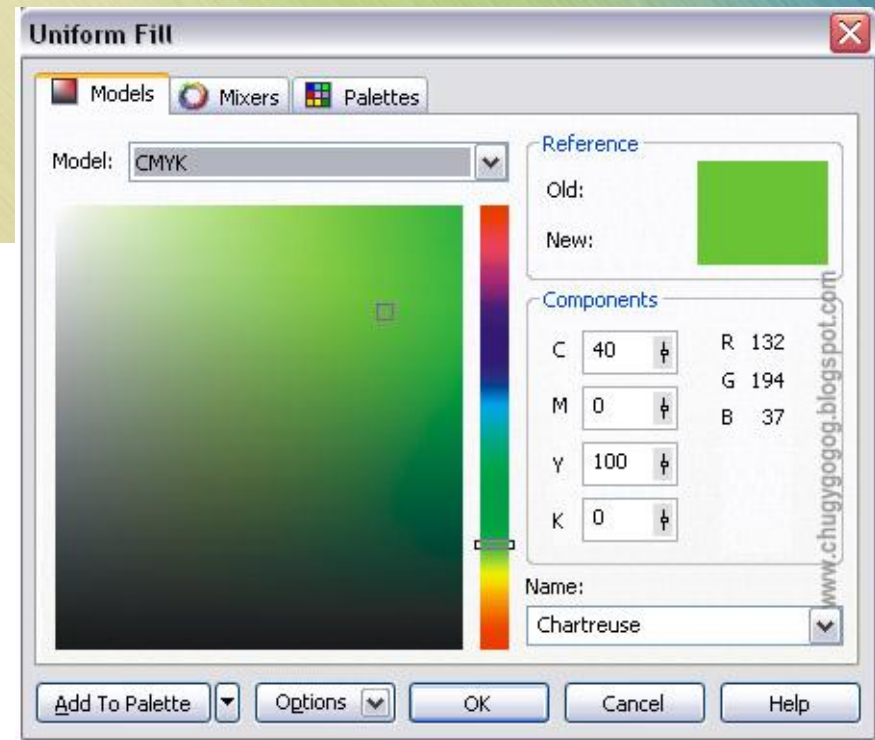 Uniform Fill
Models Mixers Palettes
Model: CMYK
Reference
Old:
New:
Components
C 40 R 132
G 194
M 0 B 37
Y 100
K 0
Name:
Chartreuse
www.chugygogog.blogspot.com
Add To Palette Options OK Cancel Help